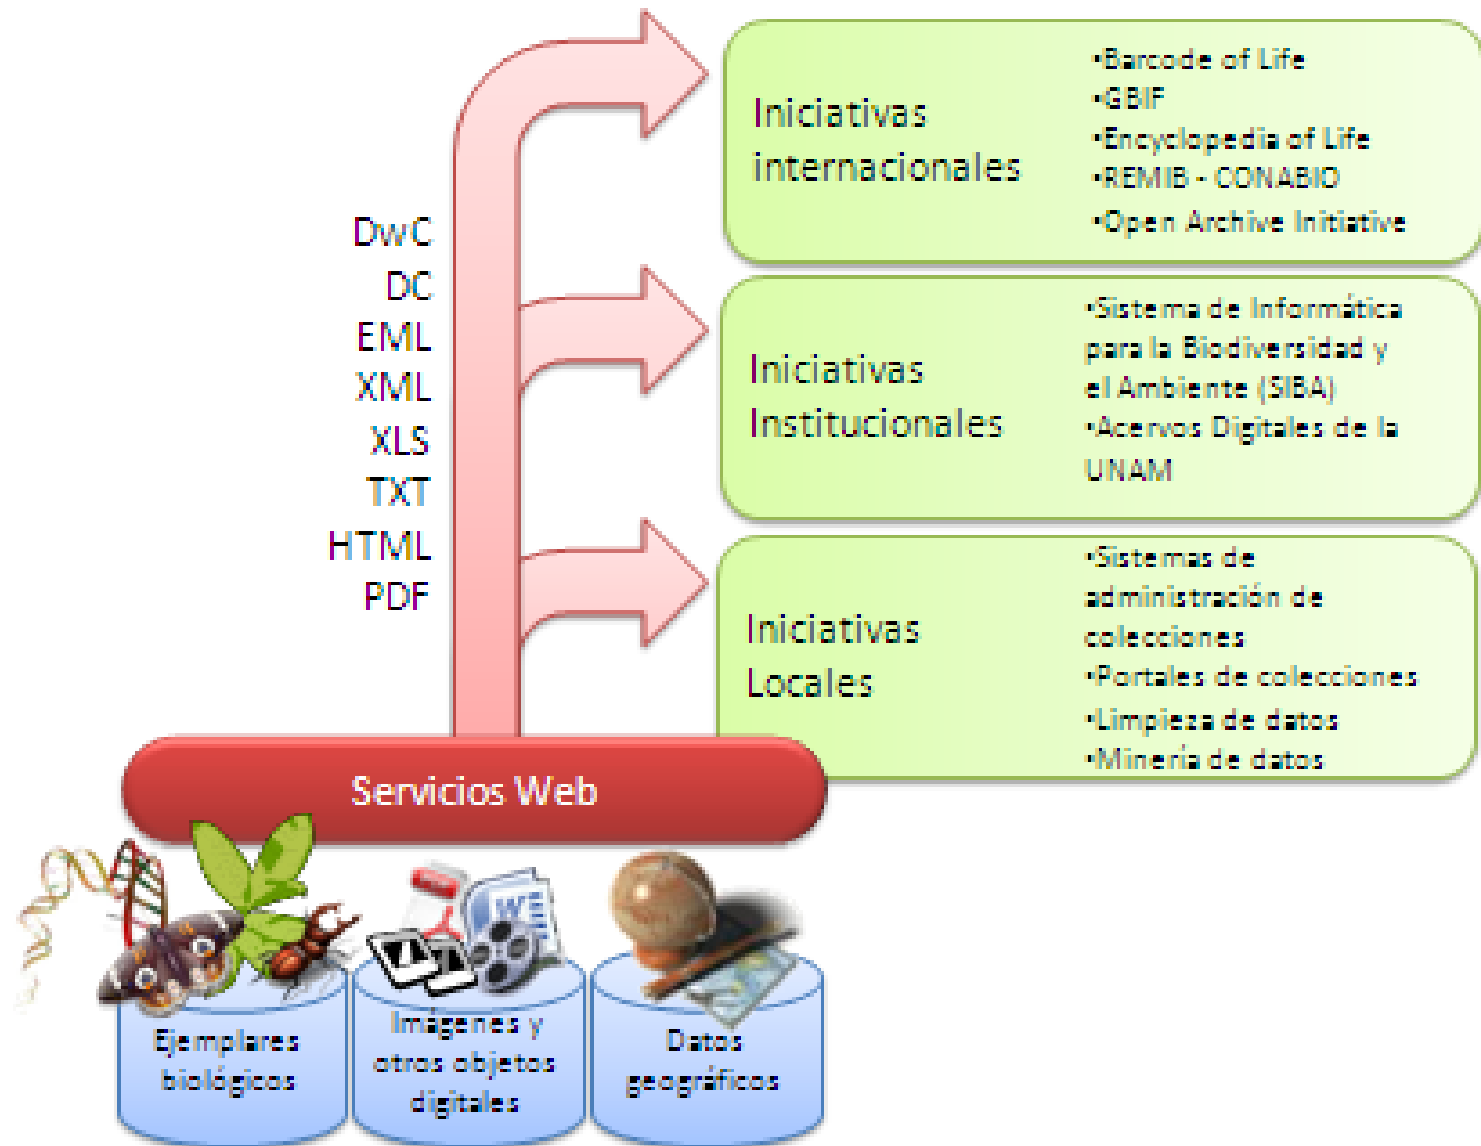 Iniciativas
internacionales
•Barcode of Life
•GBIF
•Encyclopedia of Life
•REMIB - CONABIO
•Open Archive Initiative
DwC
DC
EML
XML
XLS
TXT
HTML
PDF
Iniciativas
Institucionales
•Sistema de Informática
para la Biodiversidad y
el Ambiente (SIBA)
•Acervos Digitales de la
UNAM
Iniciativas
Locales
•Sistemas de
administración de
colecciones
•Portales de colecciones
•Limpieza de datos
•Minería de datos
Servicios Web
W
Ejemplares
biológicos
Imágenes y
otros objetos
digitales
Datos
geográficos